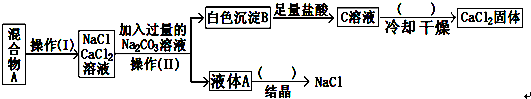 混合物A
操作(I)
NaCl
CaCl₂
溶液
加入过量的
Na₂CO₃溶液
操作(II)
白色沉淀B
足量盐酸
C溶液
(    )
冷却干燥
CaCl₂固体
液体A
(    )
结晶
NaCl